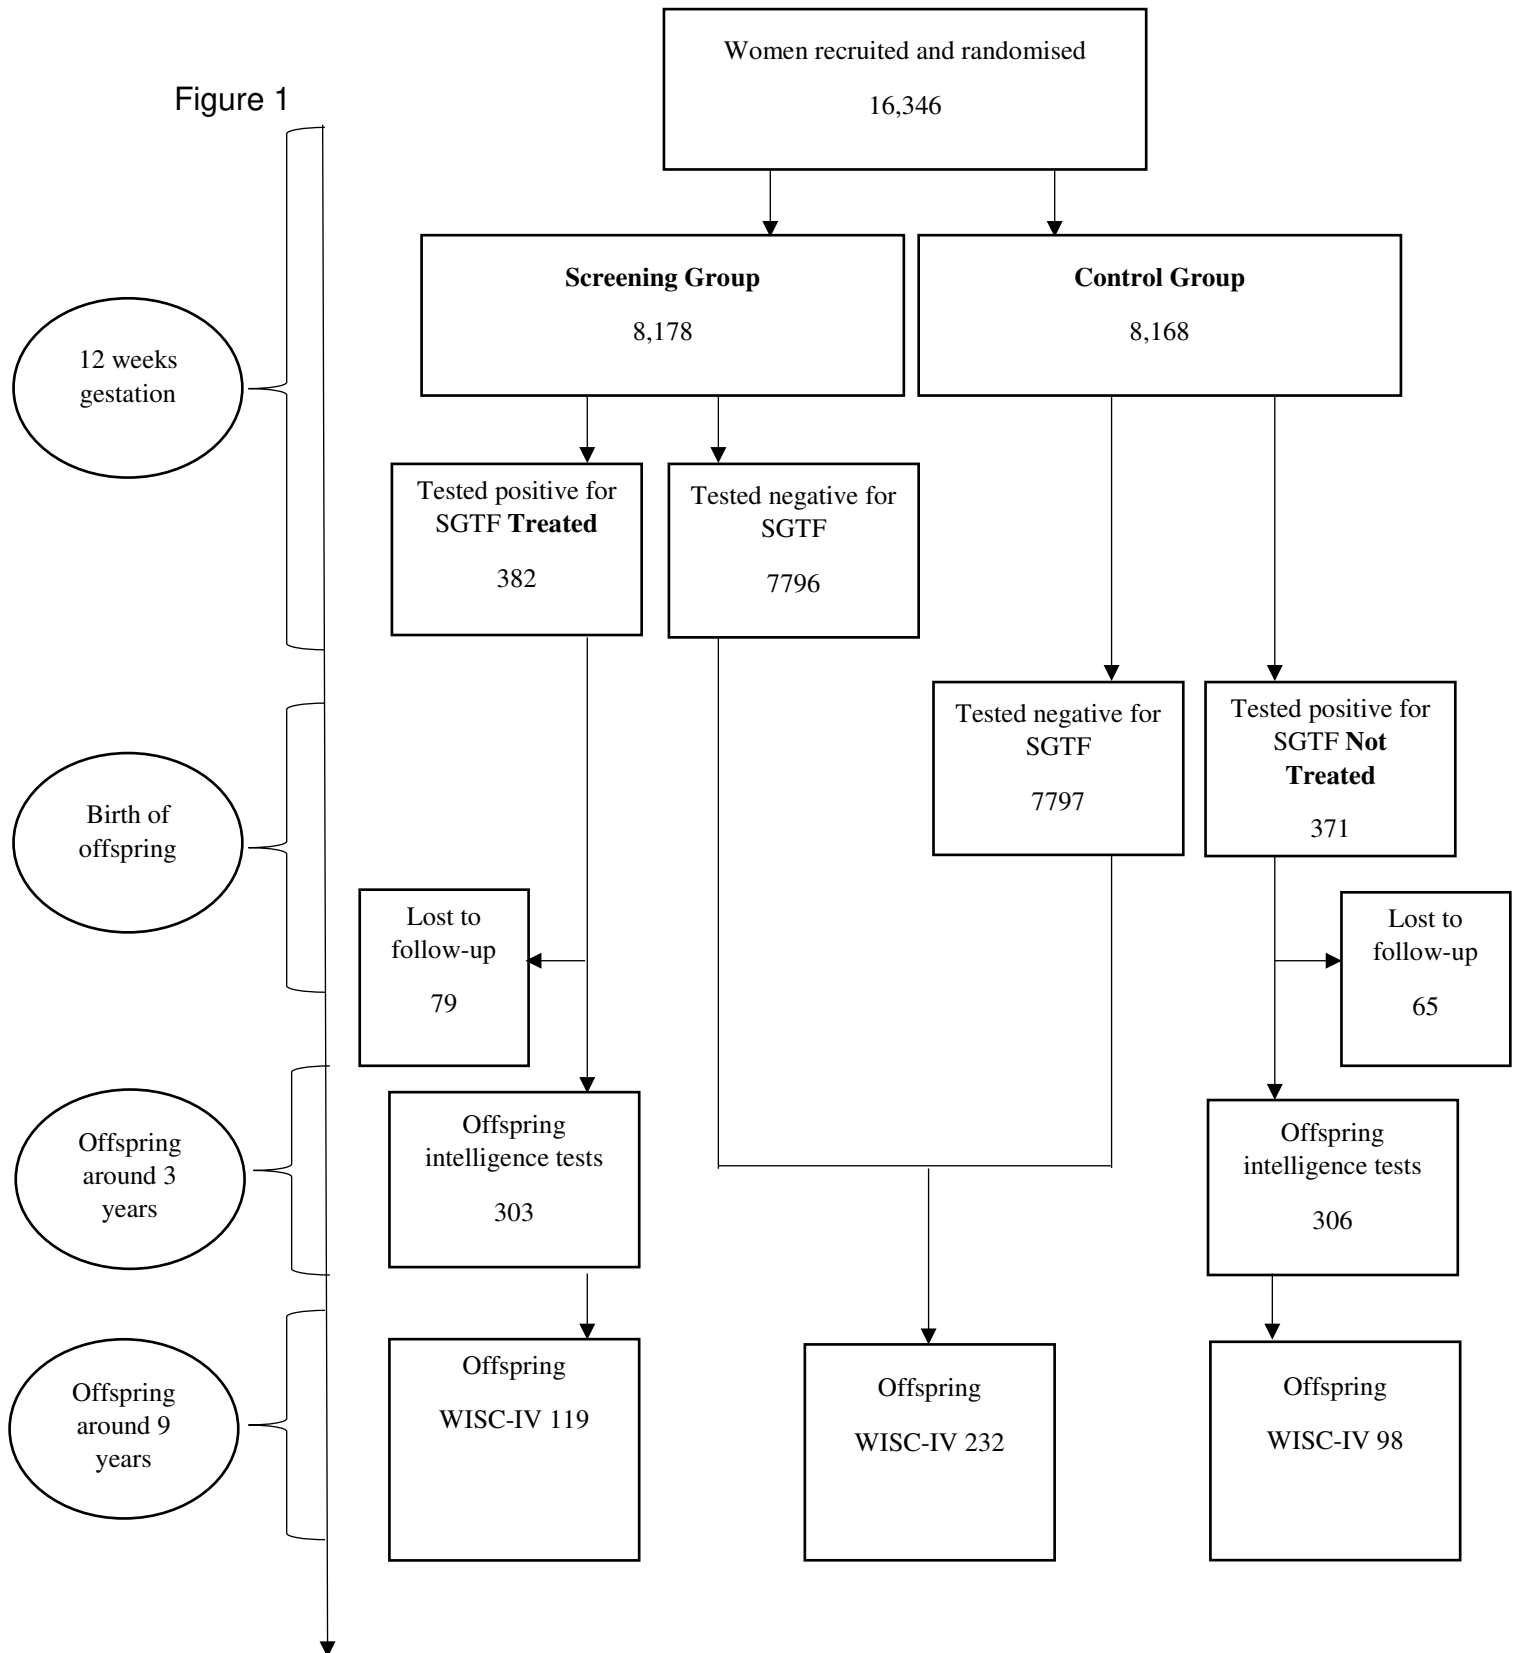 Figure 1
Women recruited and randomised
16,346
Screening Group
8,178
Control Group
8,168
12 weeks
gestation
Tested positive for
SGTF Treated
382
Tested negative for
SGTF
7796
Tested negative for
SGTF
7797
Tested positive for
SGTF Not
Treated
371
Birth of
offspring
Lost to
follow-up
79
Lost to
follow-up
65
Offspring
around 3
years
Offspring
intelligence tests
303
Offspring
intelligence tests
306
Offspring
around 9
years
Offspring
WISC-IV 119
Offspring
WISC-IV 232
Offspring
WISC-IV 98